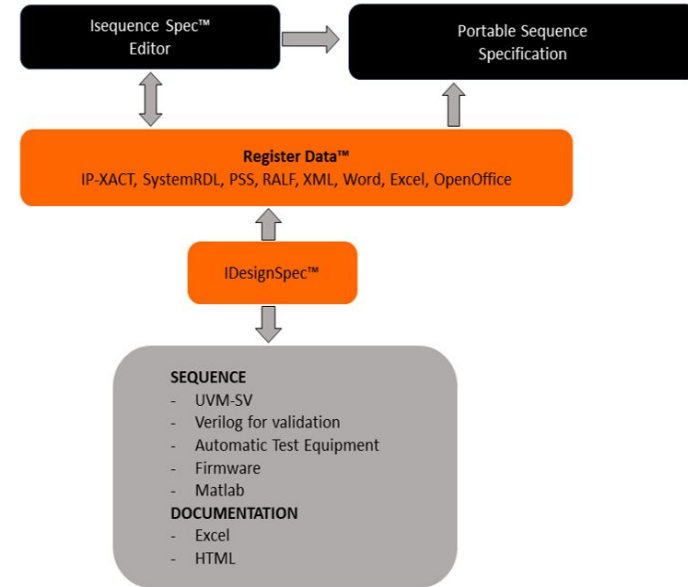 Isequence Spec™
Editor
Portable Sequence
Specification
Register Data™
IP-XACT, SystemRDL, PSS, RALF, XML, Word, Excel, OpenOffice
IDesignSpec™
SEQUENCE
- UVM-SV
- Verilog for validation
- Automatic Test Equipment
- Firmware
- Matlab
DOCUMENTATION
- Excel
- HTML